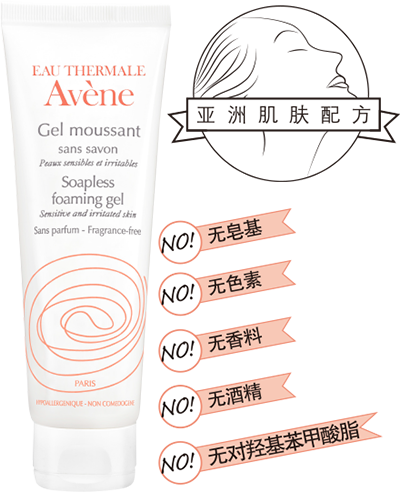 EAU THERMALE
Avène
Gel moussant
sans savon
Peaux sensibles et irritables
Soapless
foaming gel
Sensitive and irritated skin
Sans parfum - Fragrance-free
PARIS
HYPOALLERGÉNIQUE - NON COMÉDOGÈNE
亚洲肌肤配方
NO! 无皂基
NO! 无色素
NO! 无香料
NO! 无酒精
NO! 无对羟基苯甲酸脂